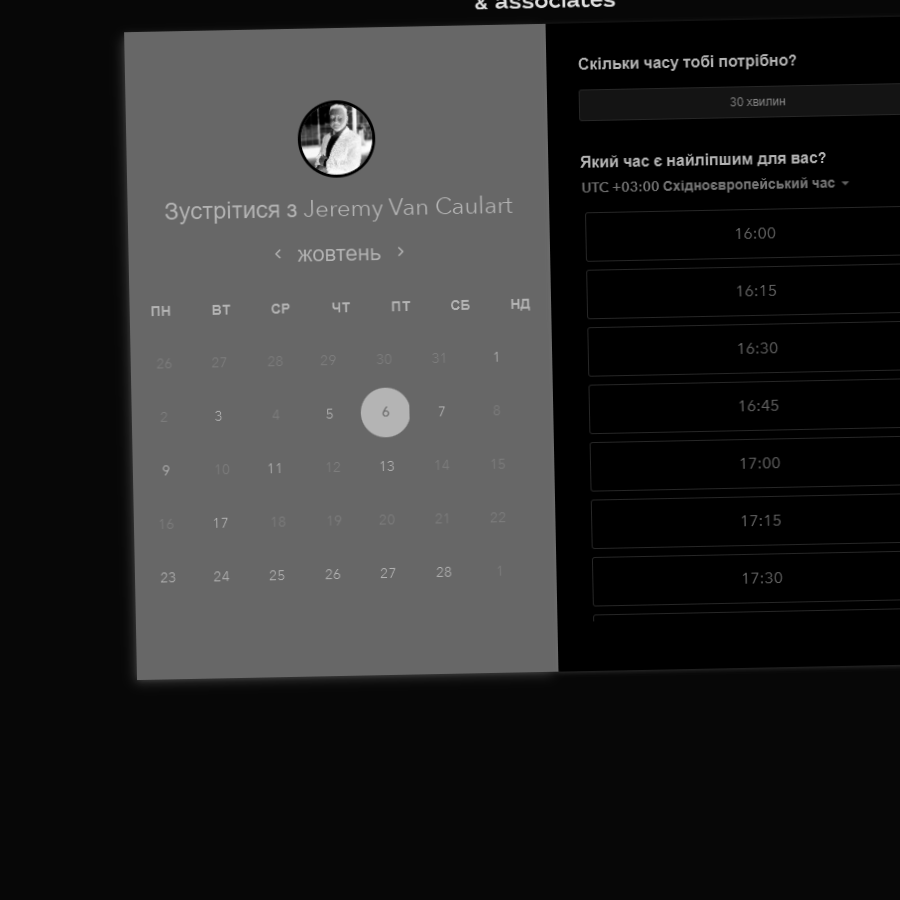 & associates
Зустрітися з Jeremy Van Caulart
жовтень
ПН ВТ СР ЧТ ПТ СБ НД
26 27 28 29 30 31 1
2 3 4 5 6 7 8
9 10 11 12 13 14 15
16 17 18 19 20 21 22
23 24 25 26 27 28 1
Скільки часу тобі потрібно?
30 хвилин
Який час є найліпшим для вас?
UTC +03:00 Східноєвропейський час
16:00
16:15
16:30
16:45
17:00
17:15
17:30